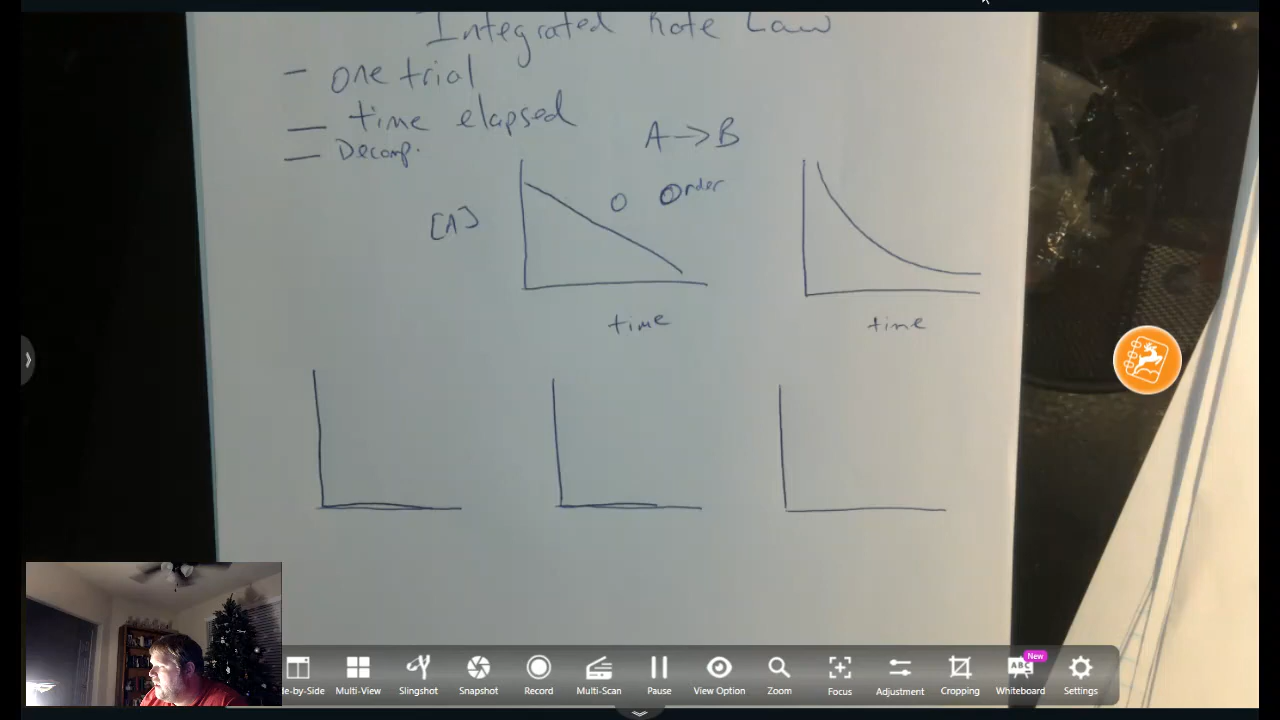 Integrated Rate Law
- one trial
- time elapsed
- Decomp.
A → B
[A]
0 Order
time
time
e-by-Side
Multi-View
Slingshot
Snapshot
Record
Multi-Scan
Pause
View Option
Zoom
Focus
Adjustment
Cropping
New
ABC
Whiteboard
Settings